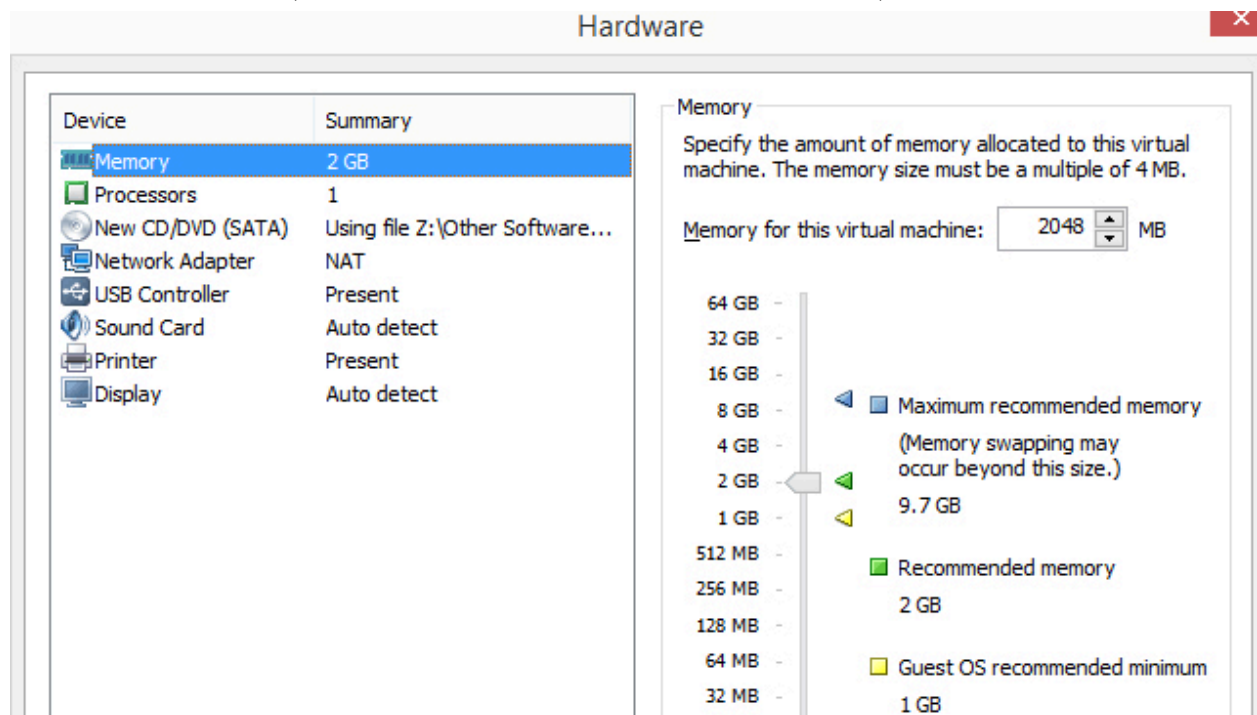 Hardware
Device Summary
Memory 2 GB
Processors 1
New CD/DVD (SATA) Using file Z:\Other Software...
Network Adapter NAT
USB Controller Present
Sound Card Auto detect
Printer Present
Display Auto detect
Memory
Specify the amount of memory allocated to this virtual
machine. The memory size must be a multiple of 4 MB.
Memory for this virtual machine: 2048 MB
64 GB
32 GB
16 GB
8 GB
4 GB
2 GB
1 GB
512 MB
256 MB
128 MB
64 MB
32 MB
Maximum recommended memory
(Memory swapping may
occur beyond this size.)
9.7 GB
Recommended memory
2 GB
Guest OS recommended minimum
1 GB